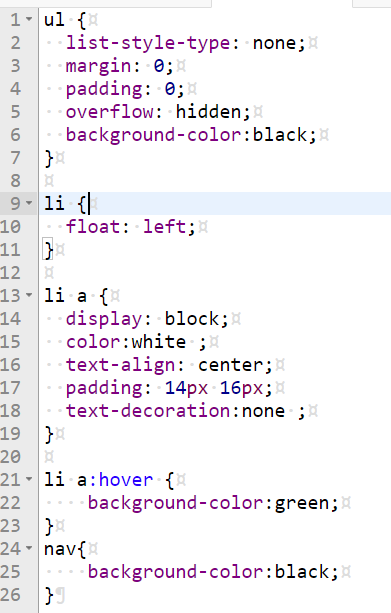 1 ul {
2   list-style-type: none;
3   margin: 0;
4   padding: 0;
5   overflow: hidden;
6   background-color:black;
7 }
8
9 li {
10   float: left;
11 }
12
13 li a {
14   display: block;
15   color:white ;
16   text-align: center;
17   padding: 14px 16px;
18   text-decoration:none ;
19 }
20
21 li a:hover {
22     background-color:green;
23 }
24 nav{
25     background-color:black;
26 }